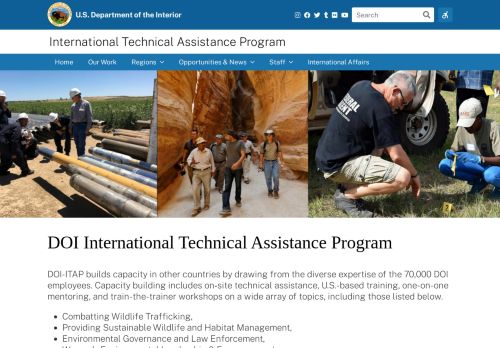 U.S. Department of the Interior
Search
International Technical Assistance Program
Home Our Work Regions Opportunities & News Staff International Affairs
DOI International Technical Assistance Program
DOI-ITAP builds capacity in other countries by drawing from the diverse expertise of the 70,000 DOI
employees. Capacity building includes on-site technical assistance, U.S.-based training, one-on-one
mentoring, and train-the-trainer workshops on a wide array of topics, including those listed below.
• Combatting Wildlife Trafficking,
• Providing Sustainable Wildlife and Habitat Management,
• Environmental Governance and Law Enforcement,